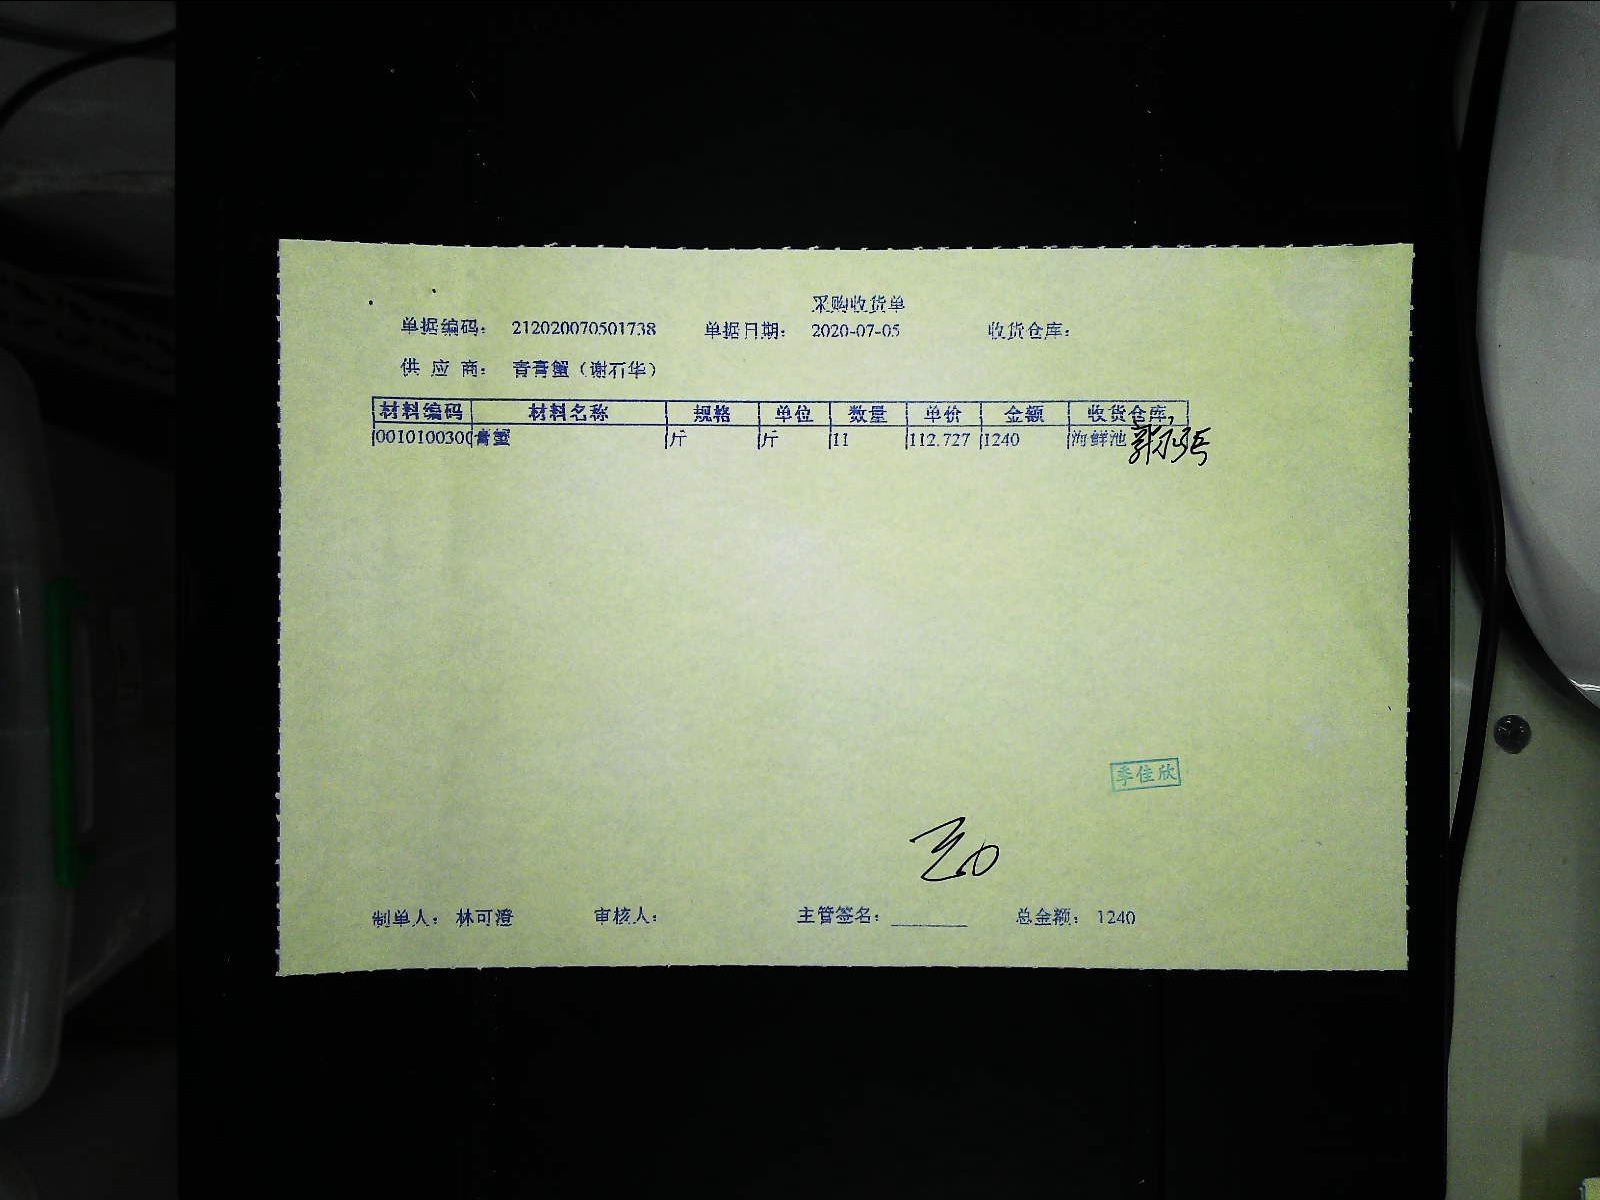 采购收货单
单据编码： 212020070501738 单据日期： 2020-07-05 收货仓库：
供 应 商： 青膏蟹（谢石华）
材料编码 材料名称 规格 单位 数量 单价 金额 收货仓库
0010100300 膏蟹 斤 斤 11 112.727 1240 海鲜池
李佳欣
制单人： 林可澄 审核人： 主管签名： 总金额： 1240